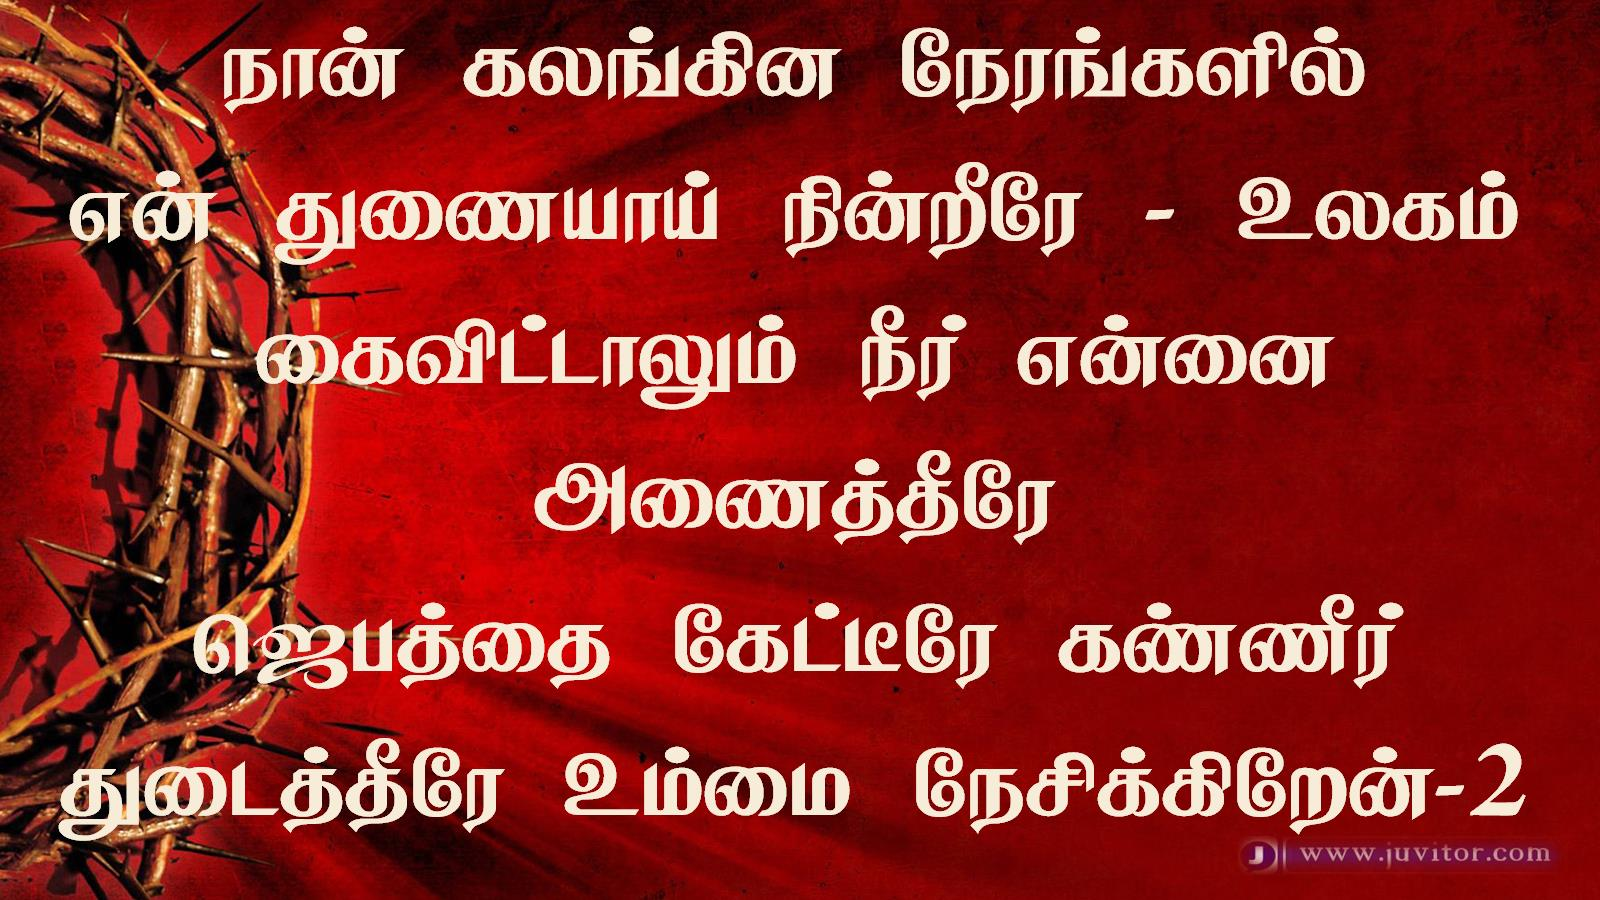 நான் கலங்கின நேரங்களில்
என் துணையாய் நின்றீரே - உலகம்
கைவிட்டாலும் நீர் என்னை
அணைத்தீரே
ஜெபத்தை கேட்டீரே கண்ணீர்
துடைத்தீரே உம்மை நேசிக்கிறேன்-2
J www.juvitor.com